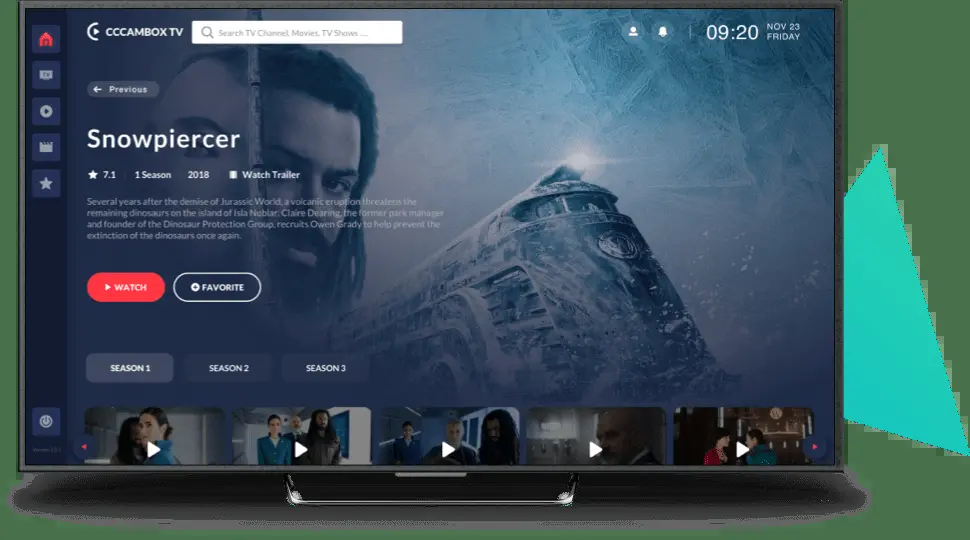 CCCAMBOX TV
Search TV Channel, Movies, TV Shows ....
09:20
NOV 23
FRIDAY
Previous
Snowpiercer
7.1 1 Season 2018 Watch Trailer
Several years after the demise of Jurassic World, a volcanic eruption threatens the
remaining dinosaurs on the island of Isla Nublar. Claire Dearing, the former park manager
and founder of the Dinosaur Protection Group, recruits Owen Grady to help prevent the
extinction of the dinosaurs once again.
WATCH
FAVORITE
SEASON 1
SEASON 2
SEASON 3